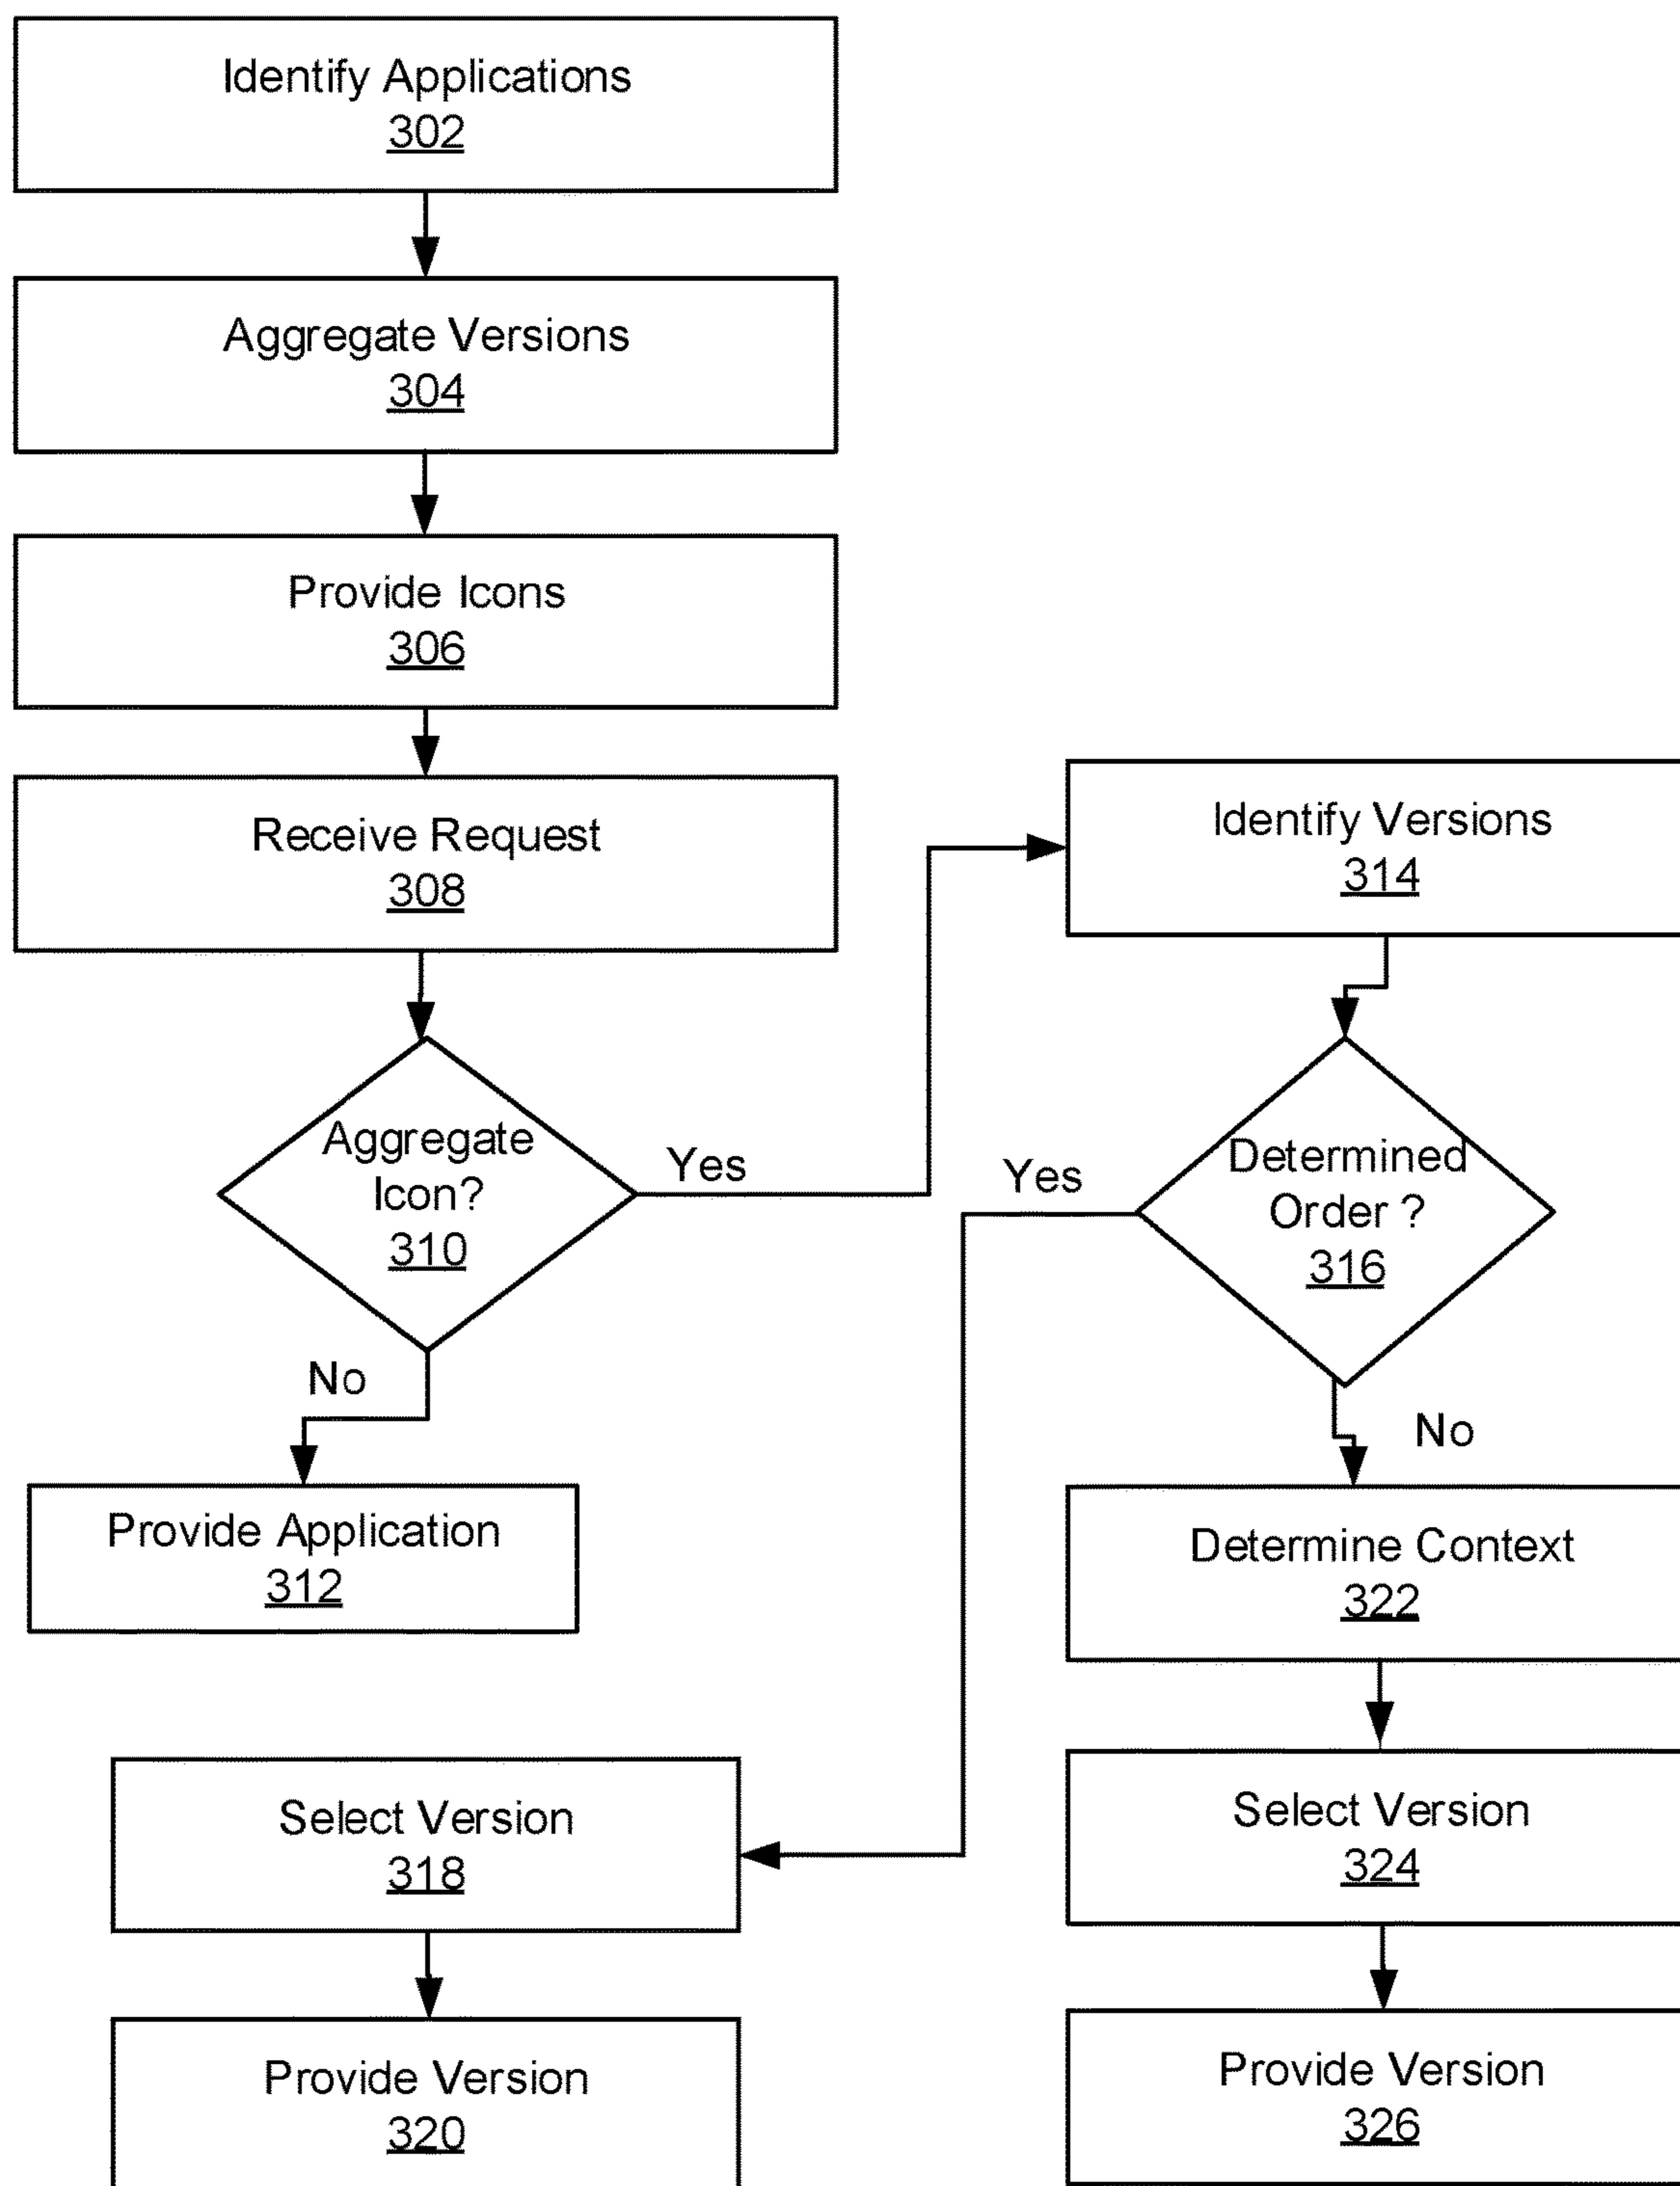 Identify Applications
302
Aggregate Versions
304
Provide Icons
306
Receive Request
308
Aggregate
Icon?
310
Yes
No
Provide Application
312
Identify Versions
314
Determined
Order ?
316
Yes
No
Select Version
318
Provide Version
320
Determine Context
322
Select Version
324
Provide Version
326